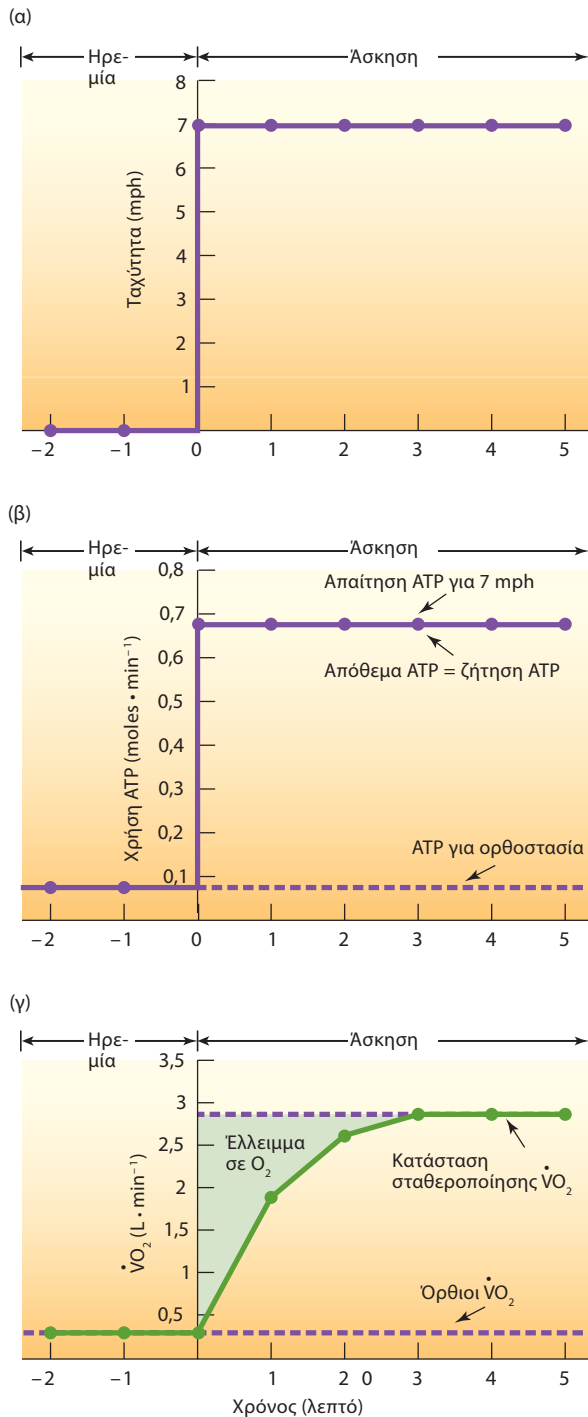 (α)
Ηρε-
μία
Άσκηση
8
7
6
5
4
3
2
1
Ταχύτητα (mph)
–2 –1 0 1 2 3 4 5
(β)
Ηρε-
μία
Άσκηση
0,8
0,7
0,6
0,5
0,4
0,3
0,2
0,1
Χρήση ATP (moles • min⁻¹)
Απαίτηση ATP για 7 mph
Απόθεμα ATP = ζήτηση ATP
ATP για ορθοστασία
–2 –1 0 1 2 3 4 5
(γ)
Ηρε-
μία
Άσκηση
3,5
3
2,5
2
1,5
1
0,5
V̇O₂ (L • min⁻¹)
Έλλειμμα
σε O₂
Κατάσταση
σταθεροποίησης V̇O₂
Όρθιοι V̇O₂
–2 –1 1 2 0 3 4 5
Χρόνος (λεπτό)